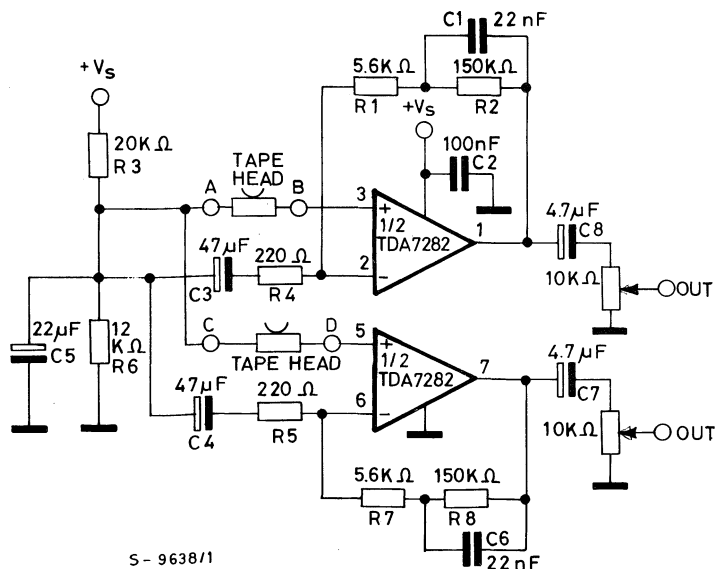 C1 22 nF
5.6KΩ 150KΩ
R1 R2
+Vs
+Vs
20KΩ
R3
TAPE
HEAD
A B
100nF
C2
3
+
1/2
TDA7282
1
2
−
47µF
C3
220 Ω
R4
4.7µF
C8
10KΩ
OUT
22µF
C5
12
KΩ
R6
C D
TAPE HEAD
5
+
1/2
TDA7282
7
6
−
47µF
C4
220 Ω
R5
4.7µF
C7
10KΩ
OUT
5.6KΩ 150KΩ
R7 R8
C6
22nF
S-9638/1